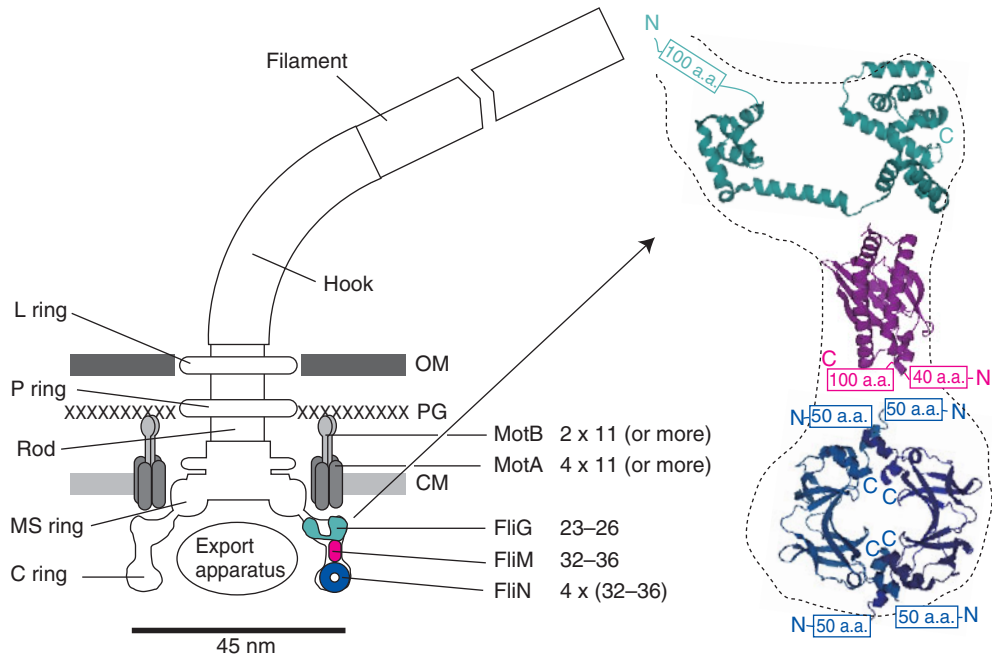 Filament
Hook
L ring
P ring
Rod
MS ring
C ring
OM
XXXXXXXXXX
XXXXXXXXXX
PG
CM
MotB 2 x 11 (or more)
MotA 4 x 11 (or more)
FliG 23–26
FliM 32–36
FliN 4 x (32–36)
Export
apparatus
45 nm
N
100 a.a.
C
C
100 a.a.
40 a.a.-N
N-50 a.a.
50 a.a.-N
C
C
C
C
N-50 a.a.
50 a.a.-N